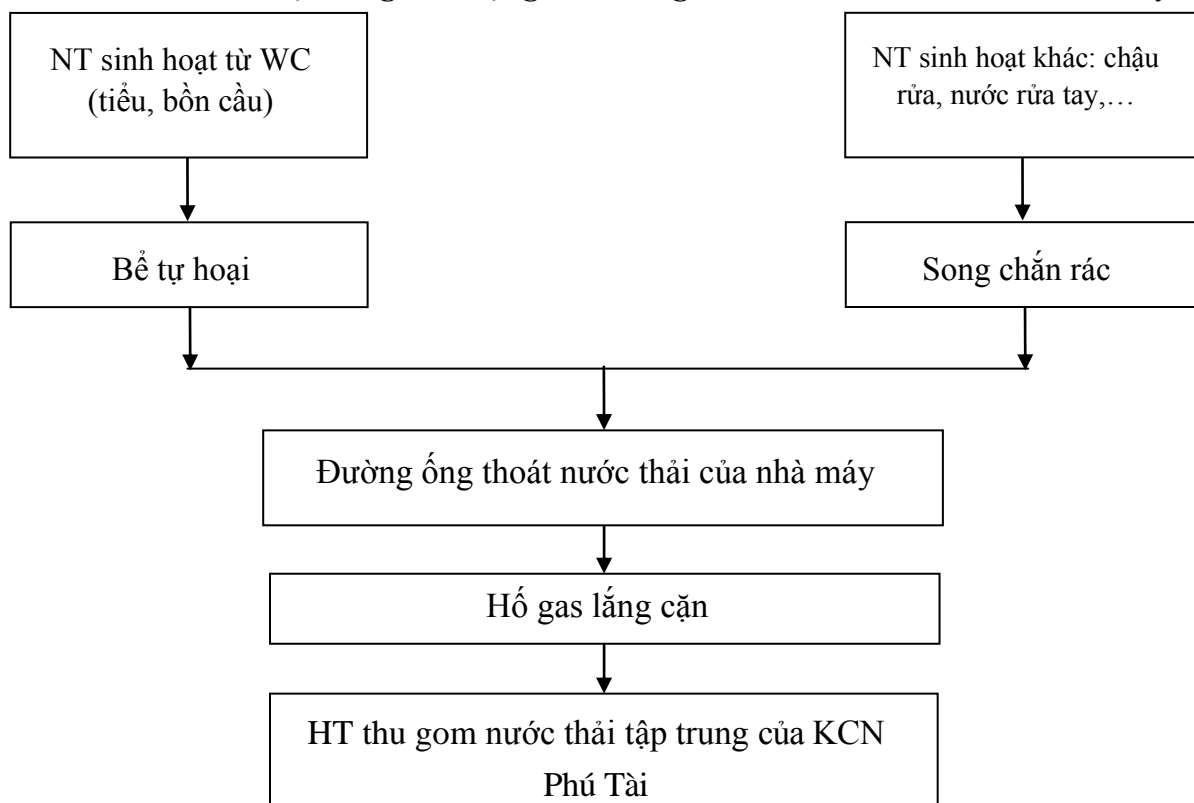 NT sinh hoạt từ WC
(tiểu, bồn cầu)
NT sinh hoạt khác: chậu
rửa, nước rửa tay,…
Bể tự hoại
Song chắn rác
Đường ống thoát nước thải của nhà máy
Hố gas lắng cặn
HT thu gom nước thải tập trung của KCN
Phú Tài